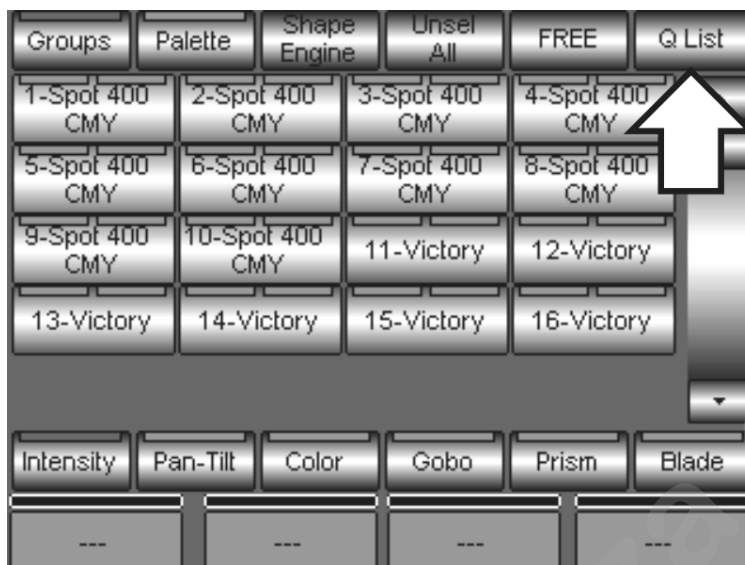 Groups Palette Shape Engine Unsel All FREE Q List
1-Spot 400 CMY 2-Spot 400 CMY 3-Spot 400 CMY 4-Spot 400 CMY
5-Spot 400 CMY 6-Spot 400 CMY 7-Spot 400 CMY 8-Spot 400 CMY
9-Spot 400 CMY 10-Spot 400 CMY 11-Victory 12-Victory
13-Victory 14-Victory 15-Victory 16-Victory
Intensity Pan-Tilt Color Gobo Prism Blade
--- --- --- ---